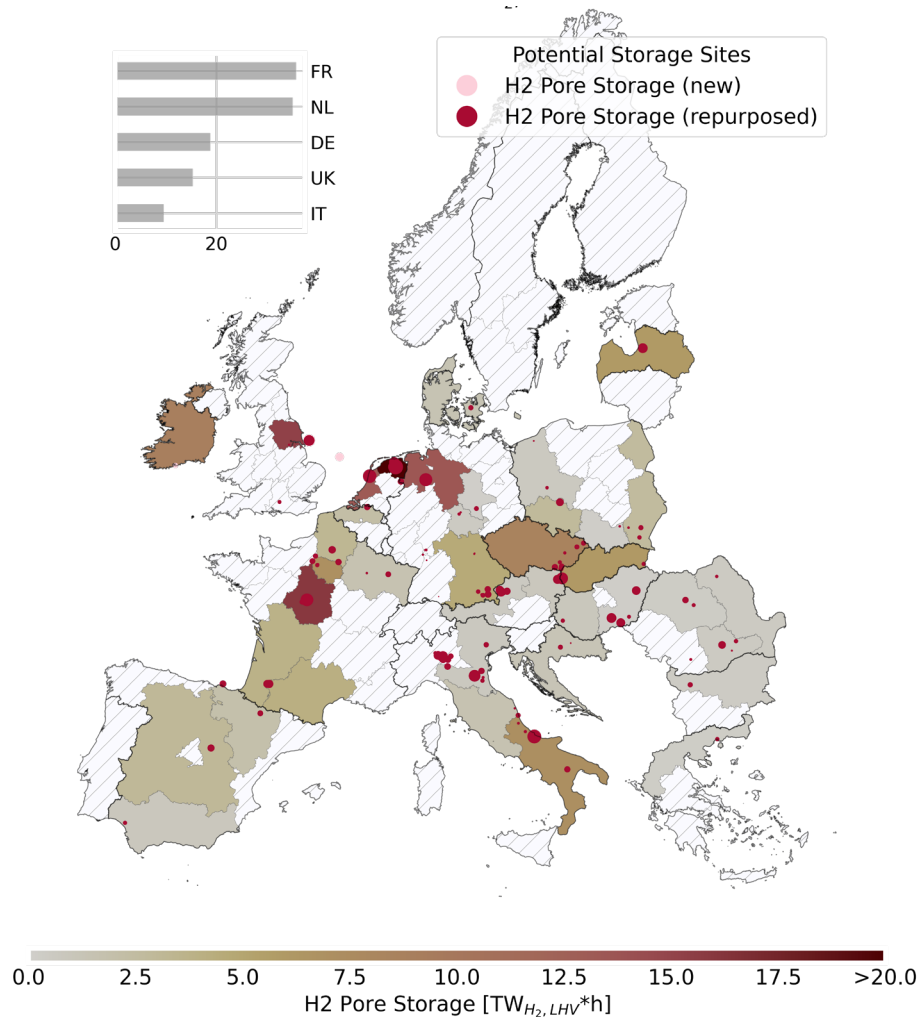 Potential Storage Sites
H2 Pore Storage (new)
H2 Pore Storage (repurposed)
FR
NL
DE
UK
IT
0 20
0.0 2.5 5.0 7.5 10.0 12.5 15.0 17.5 >20.0
H2 Pore Storage [TW_{H_2, LHV}*h]